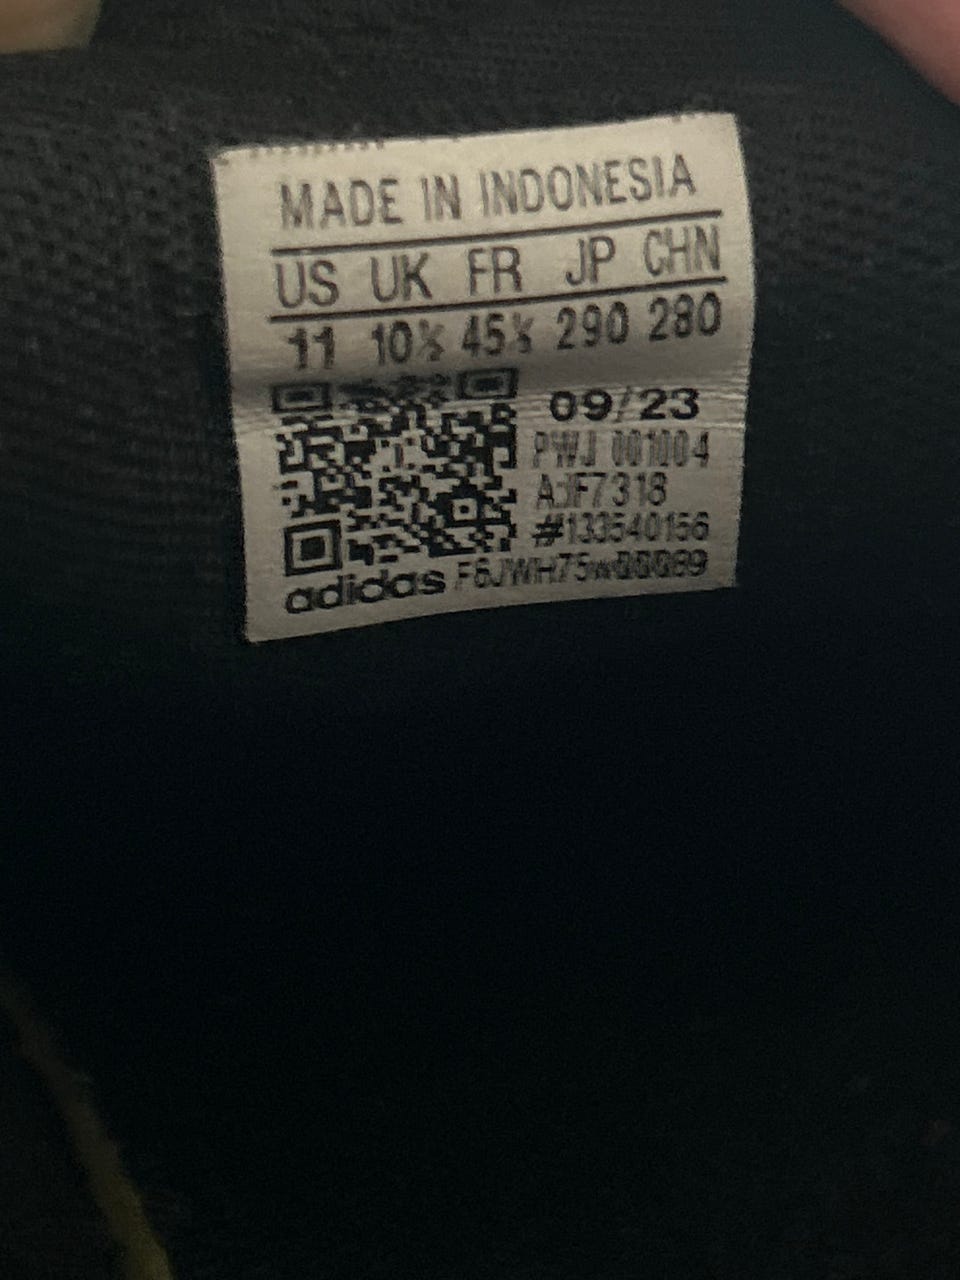 MADE IN INDONESIA
US UK FR JP CHN
11 10½ 45⅓ 290 280
09/23
PWJ 001004
#133540156
adidas